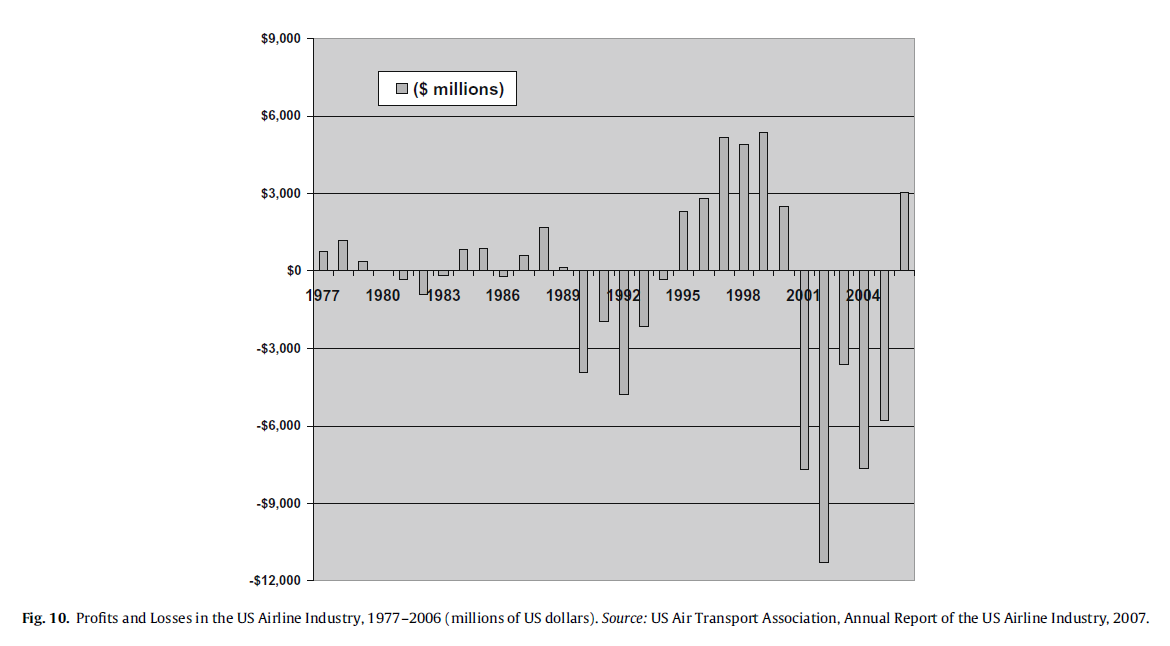 $9,000
($ millions)
$6,000
$3,000
$0
1977 1980 1983 1986 1989 1992 1995 1998 2001 2004
-$3,000
-$6,000
-$9,000
-$12,000
Fig. 10. Profits and Losses in the US Airline Industry, 1977–2006 (millions of US dollars). Source: US Air Transport Association, Annual Report of the US Airline Industry, 2007.